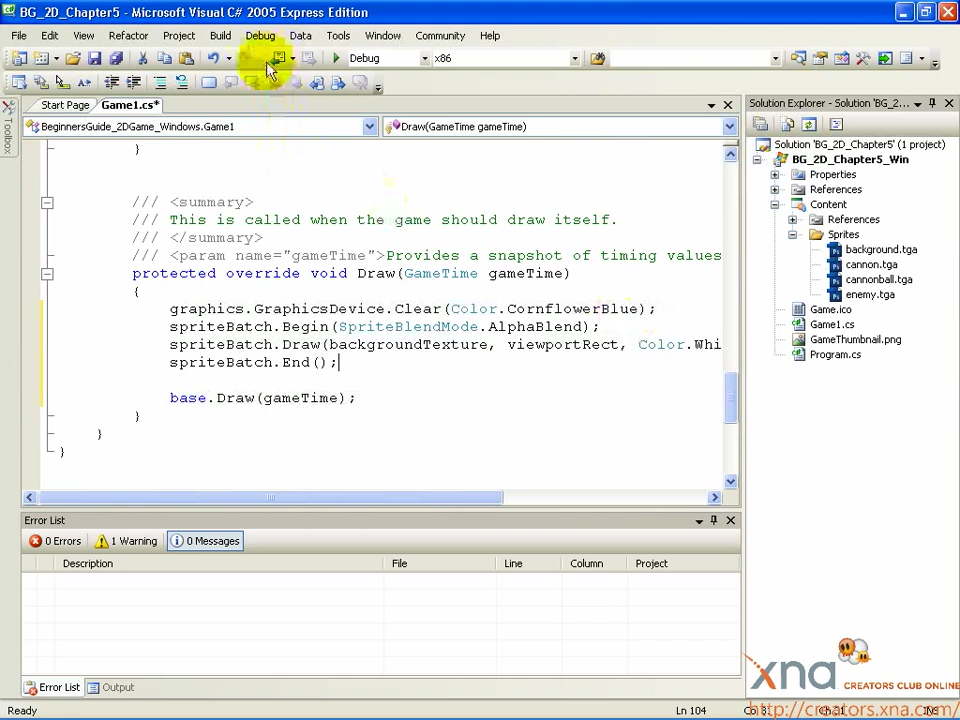 BG_2D_Chapter5 - Microsoft Visual C# 2005 Express Edition
File Edit View Refactor Project Build Debug Data Tools Window Community Help
Debug x86
Start Page Game1.cs*
Solution Explorer - Solution 'BG_2...
BeginnersGuide_2DGame_Windows.Game1 Draw(GameTime gameTime)
Toolbox
}
/// <summary>
/// This is called when the game should draw itself.
/// </summary>
/// <param name="gameTime">Provides a snapshot of timing values
protected override void Draw(GameTime gameTime)
{
graphics.GraphicsDevice.Clear(Color.CornflowerBlue);
spriteBatch.Begin(SpriteBlendMode.AlphaBlend);
spriteBatch.Draw(backgroundTexture, viewportRect, Color.Whi
spriteBatch.End();
base.Draw(gameTime);
}
}
}
Solution 'BG_2D_Chapter5' (1 project)
BG_2D_Chapter5_Win
Properties
References
Content
References
Sprites
background.tga
cannon.tga
cannonball.tga
enemy.tga
Game.ico
Game1.cs
GameThumbnail.png
Program.cs
Error List
0 Errors 1 Warning 0 Messages
Description File Line Column Project
Error List Output
Ready Ln 104
xna CREATORS CLUB ONLINE
http://creators.xna.com/